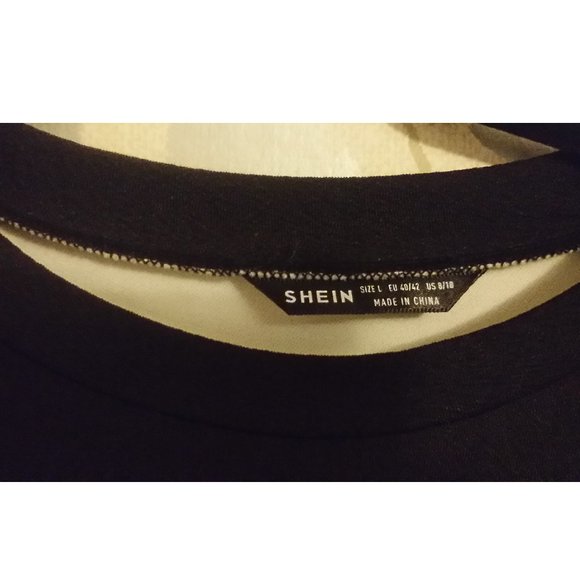 SHEIN
SIZE L EU 40/42 US 8/10
MADE IN CHINA